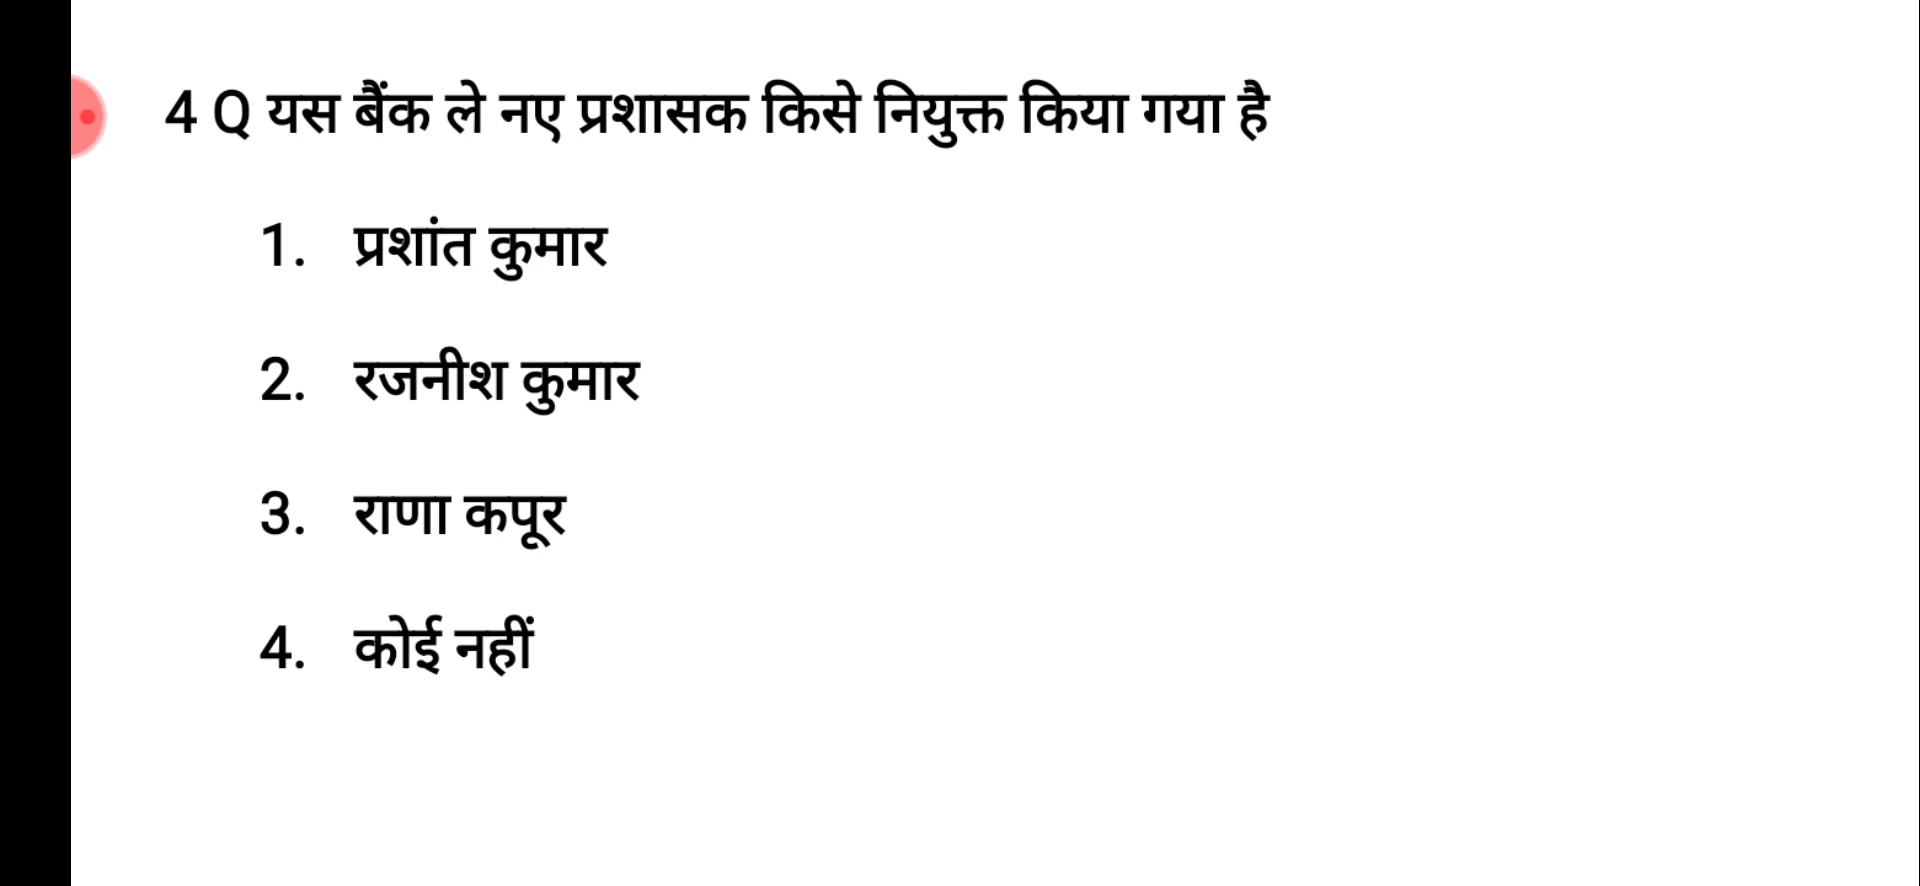 4 Q यस बैंक ले नए प्रशासक किसे नियुक्त किया गया है
1. प्रशांत कुमार
2. रजनीश कुमार
3. राणा कपूर
4. कोई नहीं